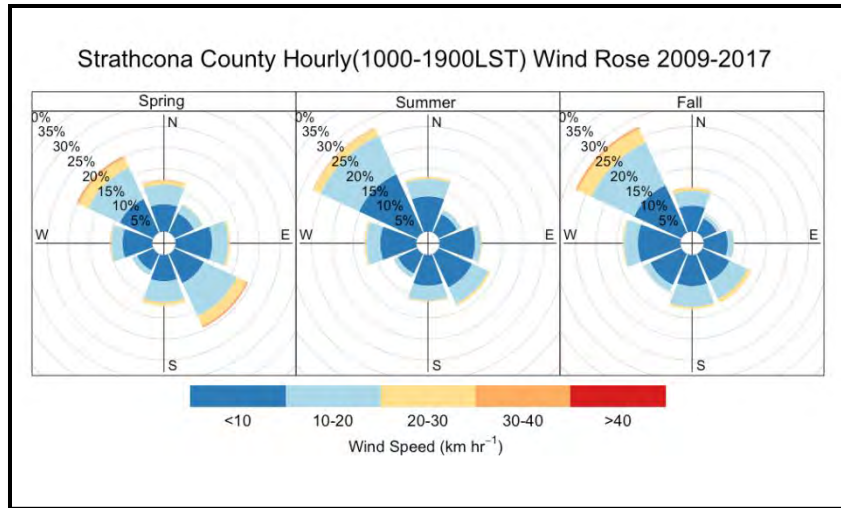 Strathcona County Hourly(1000-1900LST) Wind Rose 2009-2017
Spring
Summer
Fall
0%
35%
30%
25%
20%
15%
10%
5%
N
W
E
S
0%
35%
30%
25%
20%
15%
10%
5%
N
W
E
S
0%
35%
30%
25%
20%
15%
10%
5%
N
W
E
S
<10 10-20 20-30 30-40 >40
Wind Speed (km hr⁻¹)